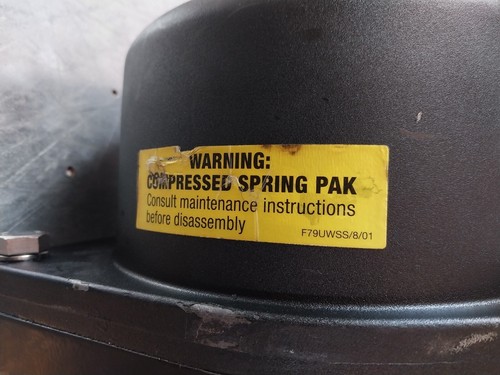 WARNING:
COMPRESSED SPRING PAK
Consult maintenance instructions
before disassembly
F79UWSS/8/01